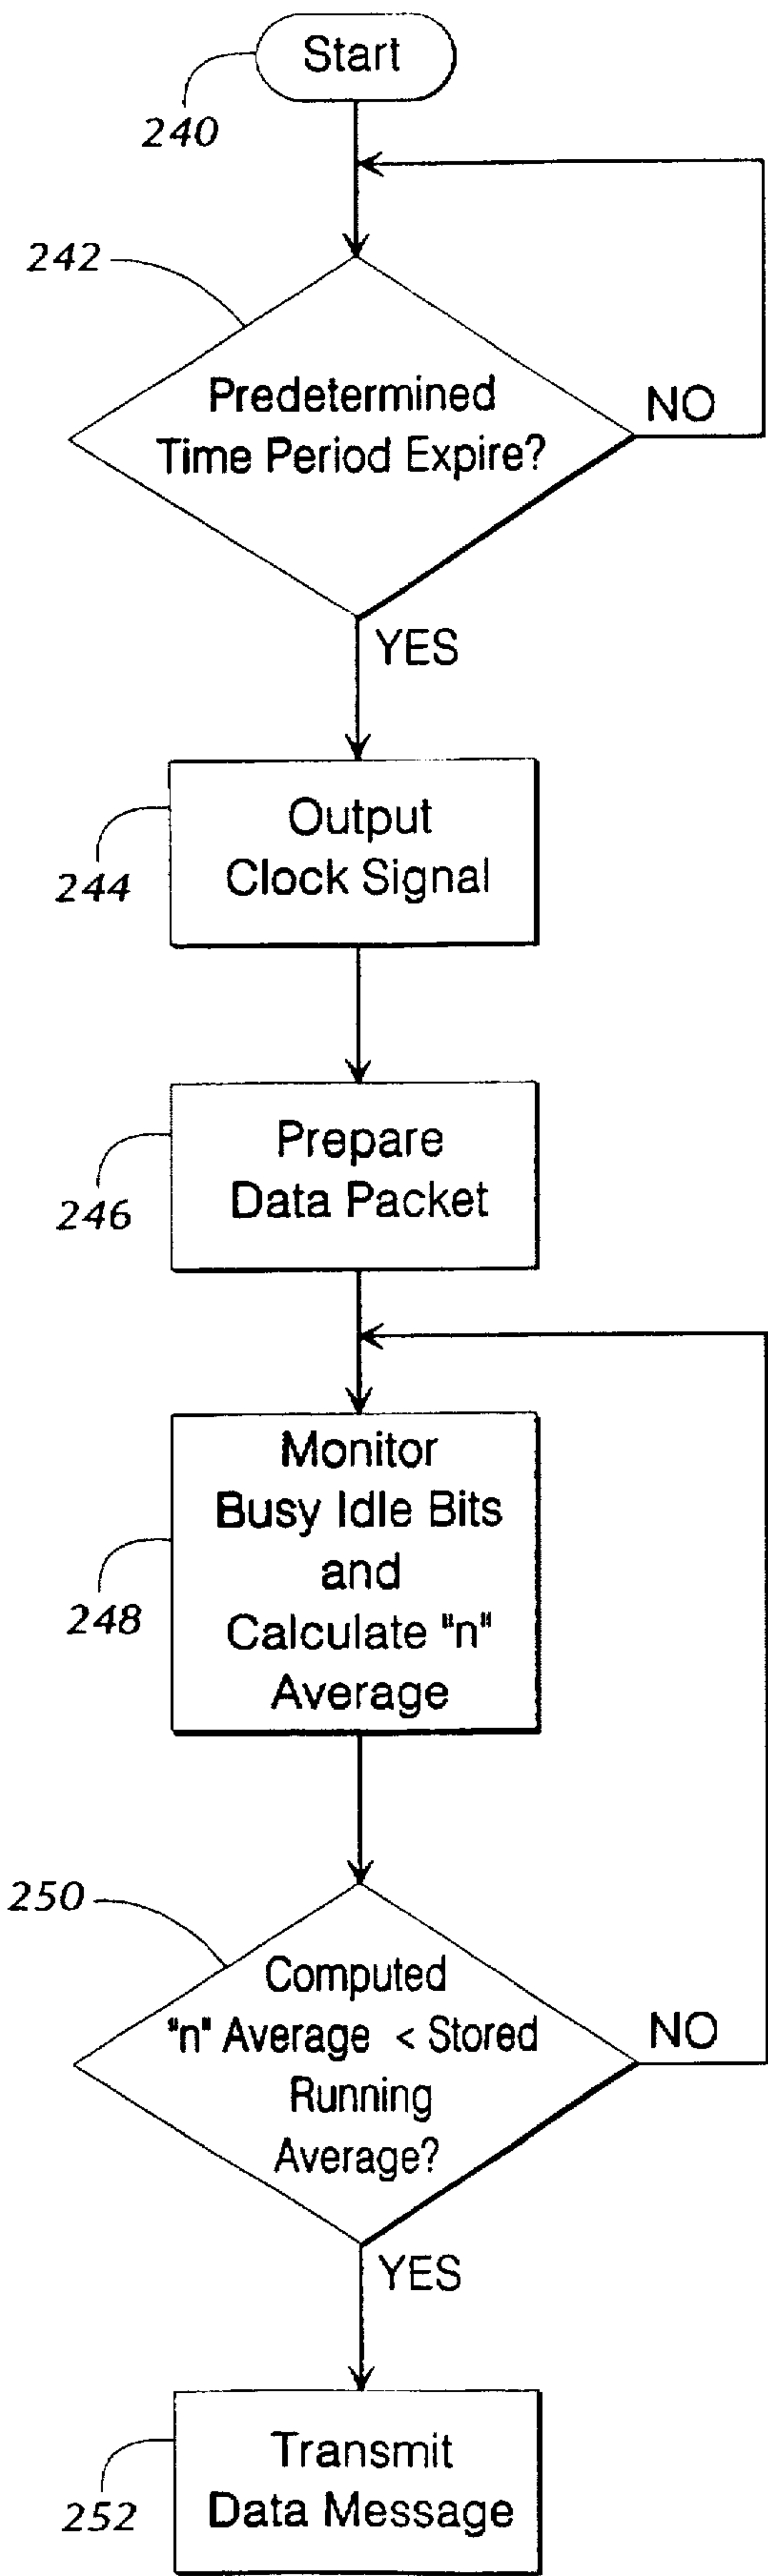 Start
240
242
Predetermined
Time Period Expire?
NO
YES
Output
Clock Signal
244
Prepare
Data Packet
246
Monitor
Busy Idle Bits
and
Calculate "n"
Average
248
250
Computed
"n" Average < Stored
Running
Average?
NO
YES
Transmit
Data Message
252